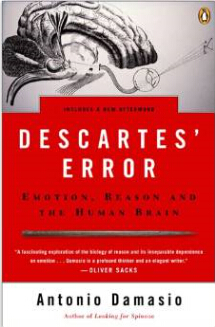 INCLUDES A NEW AFTERWORD
DESCARTES'
ERROR
EMOTION, REASON AND
THE HUMAN BRAIN
"A fascinating exploration of the biology of reason and its inseparable dependence
on emotion . . . Damasio is a profound thinker and an elegant writer."
—OLIVER SACKS
Antonio Damasio
Author of Looking for Spinoza